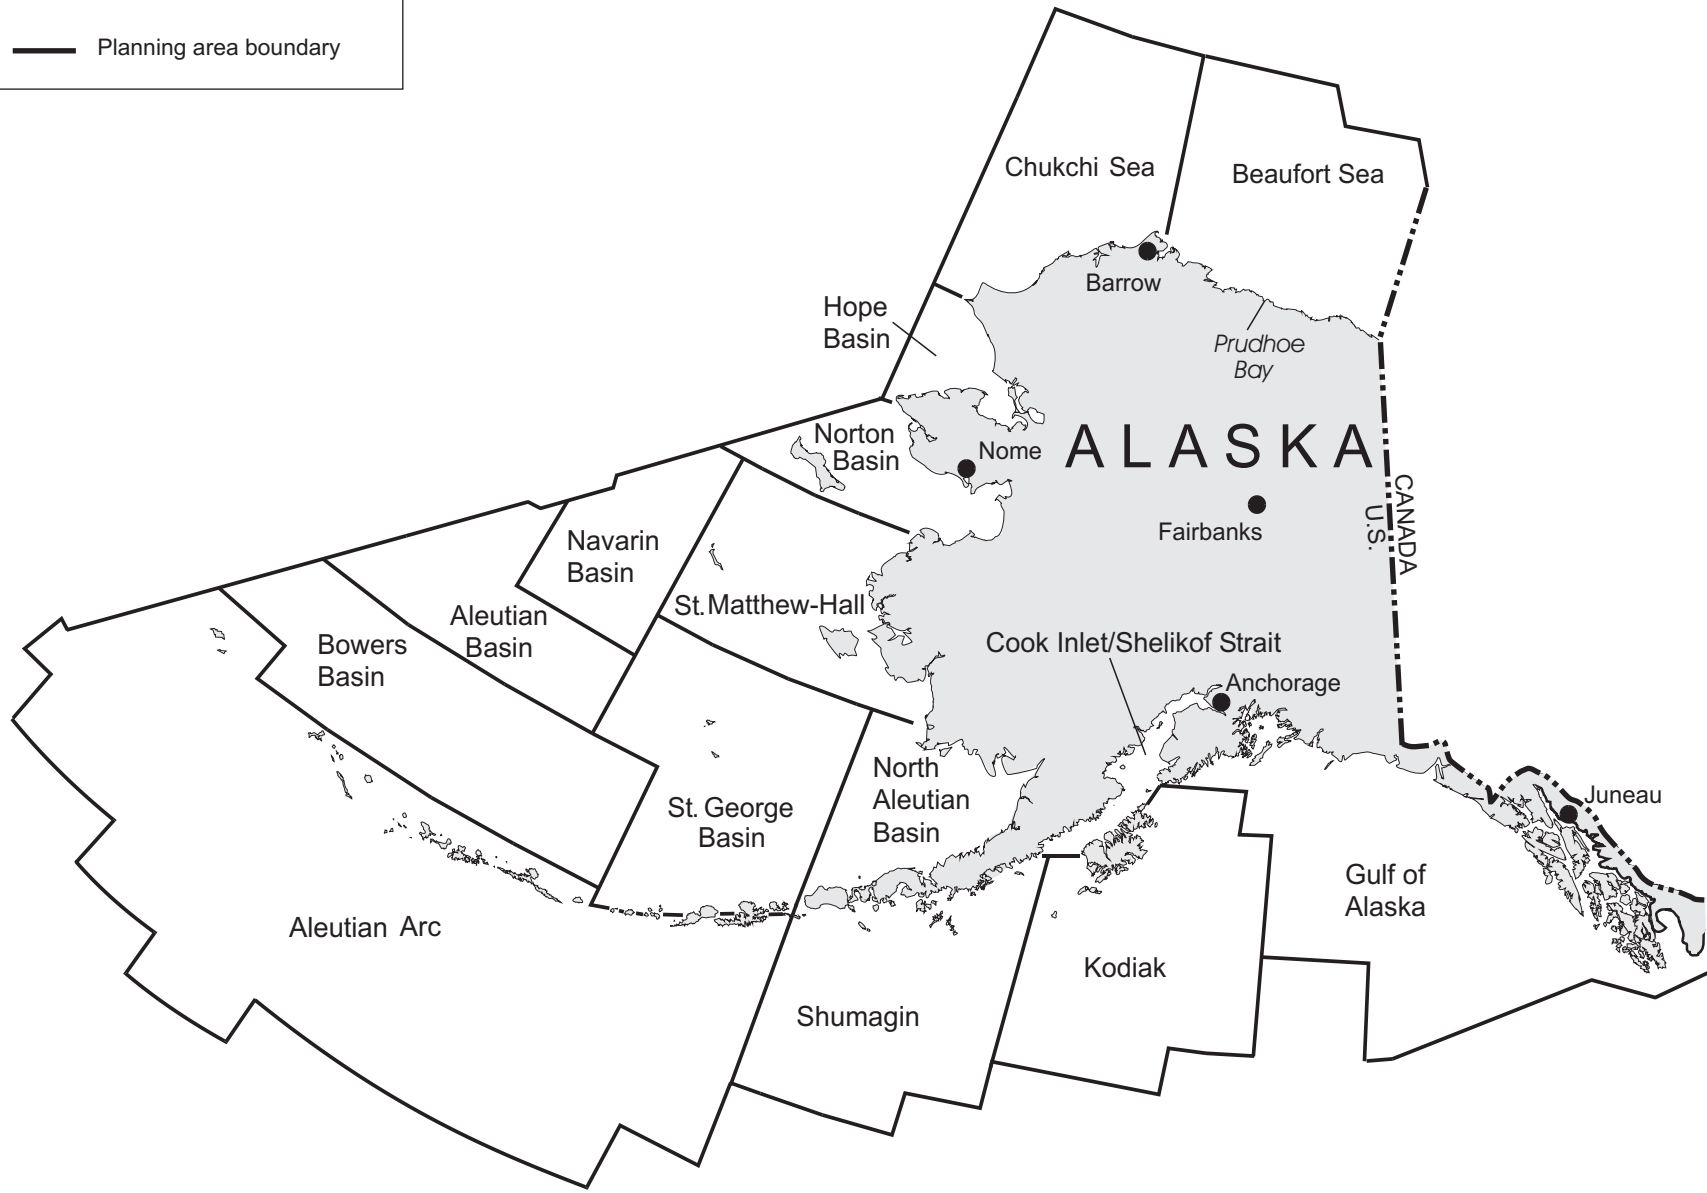 Planning area boundary
Chukchi Sea
Beaufort Sea
Barrow
Hope
Basin
Prudhoe
Bay
Norton
Basin
Nome
ALASKA
CANADA
U.S.
Fairbanks
Navarin
Basin
St. Matthew-Hall
Aleutian
Basin
Bowers
Basin
Cook Inlet/Shelikof Strait
Anchorage
North
Aleutian
Basin
St. George
Basin
Juneau
Gulf of
Alaska
Aleutian Arc
Kodiak
Shumagin